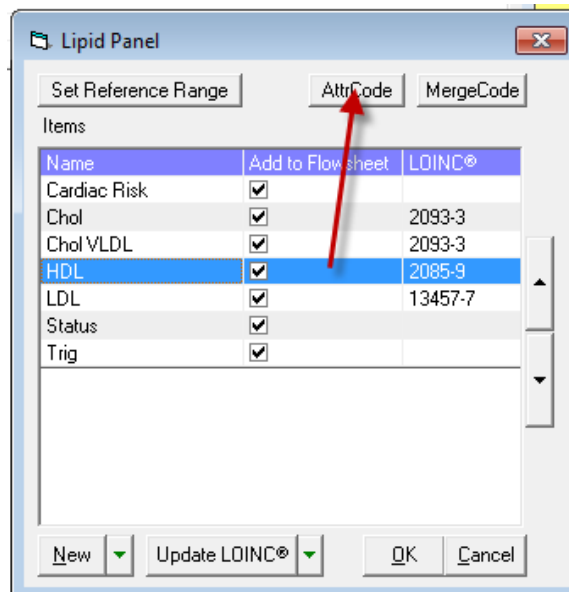 Lipid Panel
Set Reference Range AttrCode MergeCode
Items
Name Add to Flowsheet LOINC®
Cardiac Risk
Chol 2093-3
Chol VLDL 2093-3
HDL 2085-9
LDL 13457-7
Status
Trig
New Update LOINC® OK Cancel